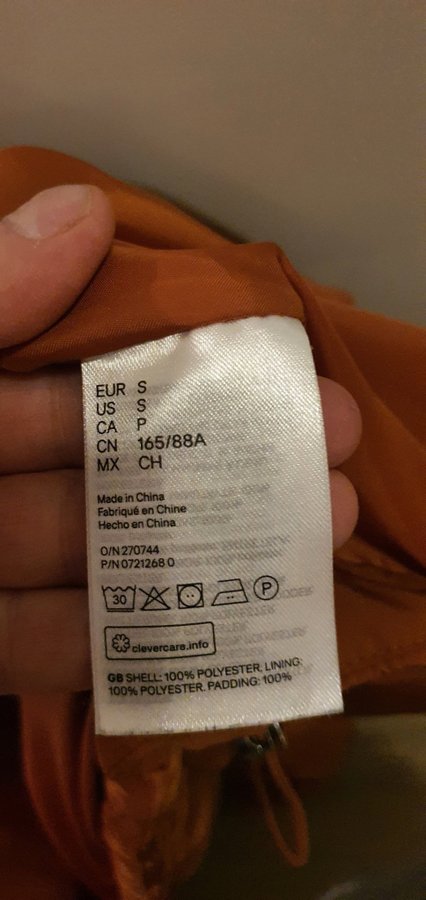 EUR S
US S
CA P
CN 165/88A
MX CH
Made in China
Fabriqué en Chine
Hecho en China
O/N 270744
P/N 0721268 0
30 P
clevercare.info
GB SHELL: 100% POLYESTER. LINING:
100% POLYESTER. PADDING: 100%